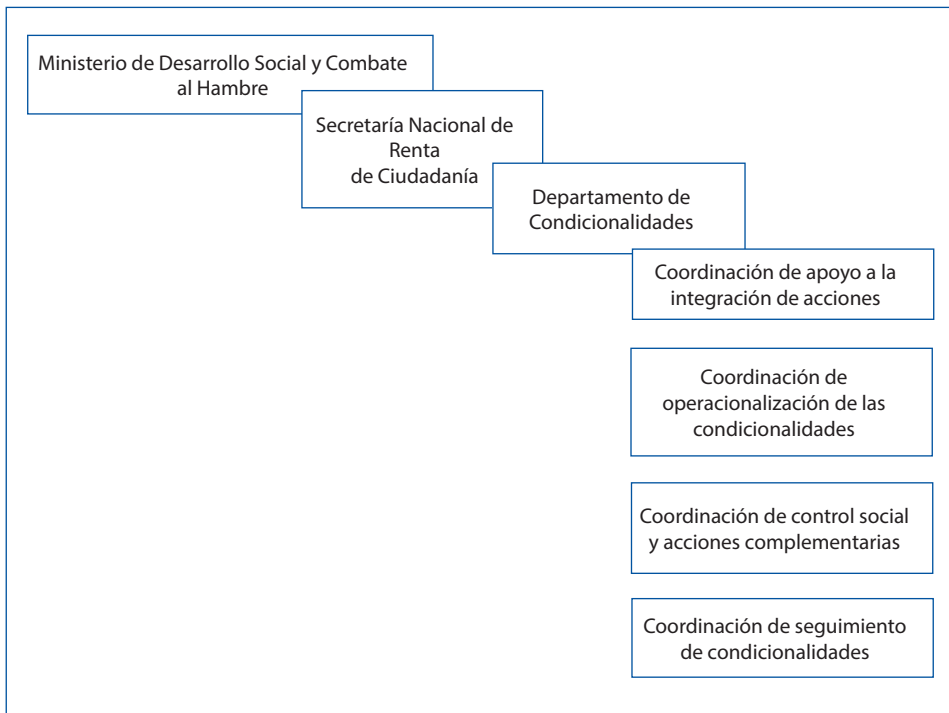 Ministerio de Desarrollo Social y Combate
al Hambre
Secretaría Nacional de
Renta
de Ciudadanía
Departamento de
Condicionalidades
Coordinación de apoyo a la
integración de acciones
Coordinación de
operacionalización de las
condicionalidades
Coordinación de control social
y acciones complementarias
Coordinación de seguimiento
de condicionalidades